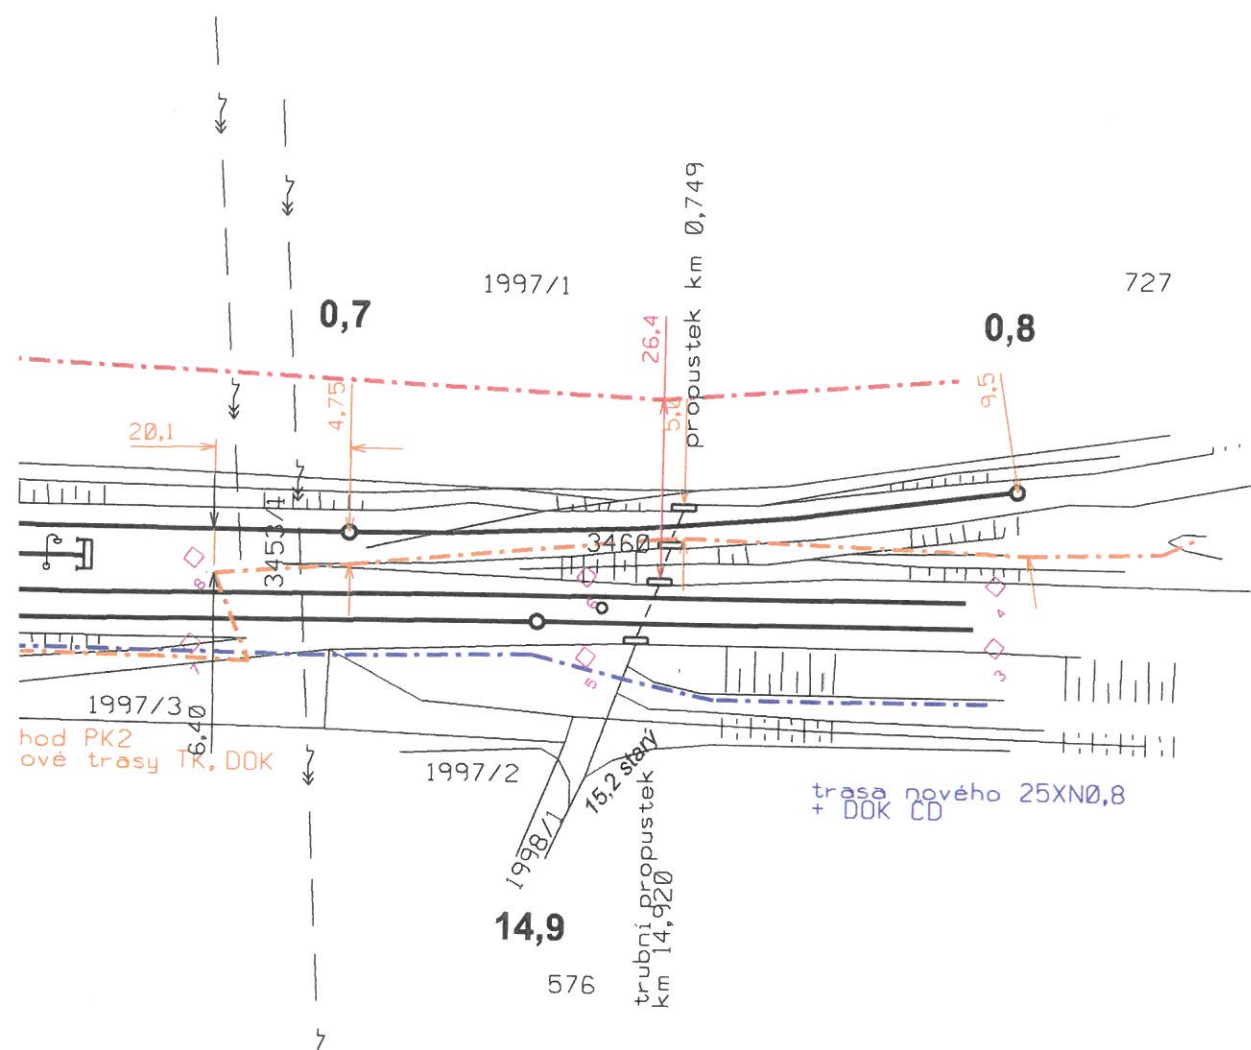 propustek km 0,749
1997/1
727
0,7
0,8
26,4
4,75
5,0
9,5
20,1
3453/1
3460
8
6
4
7
5
3
1997/3
6,40
hod PK2
ové trasy TK, DOK
1997/2
15,2 starý
trasa nového 25XN0,8
+ DOK ČD
1998/1
14,9
trubní propustek
km 14,920
576